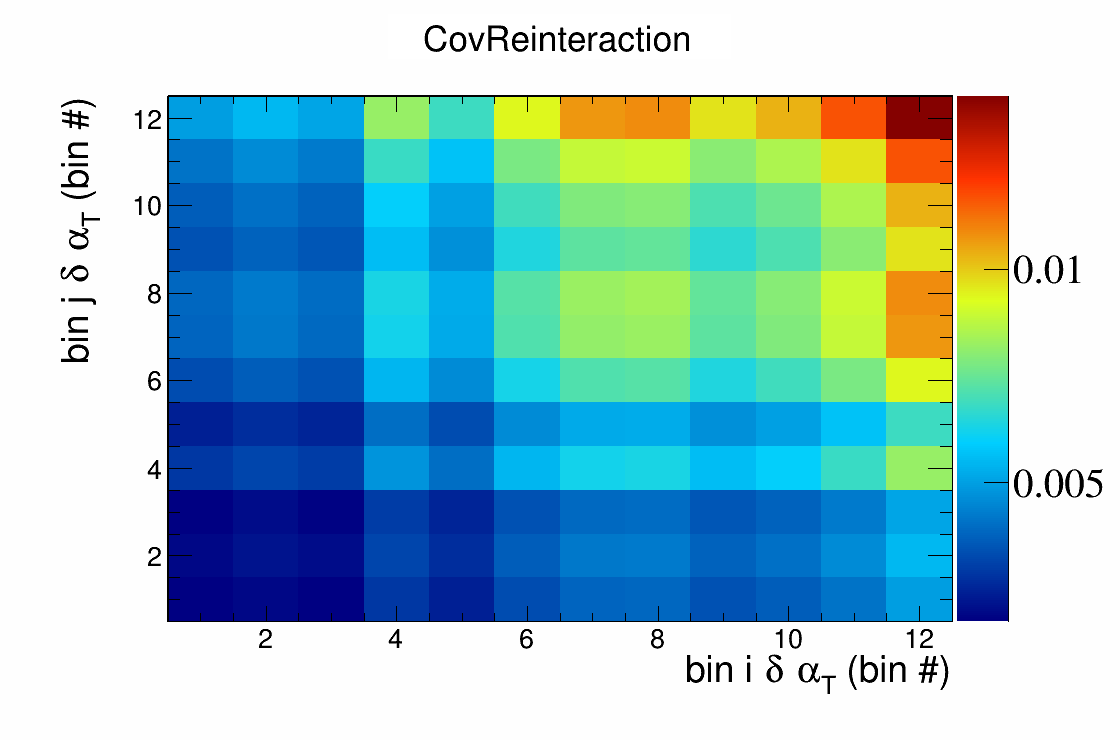 CovReinteraction
bin j δ α_T (bin #)
12
10
8
6
4
2
2 4 6 8 10 12
bin i δ α_T (bin #)
0.01
0.005